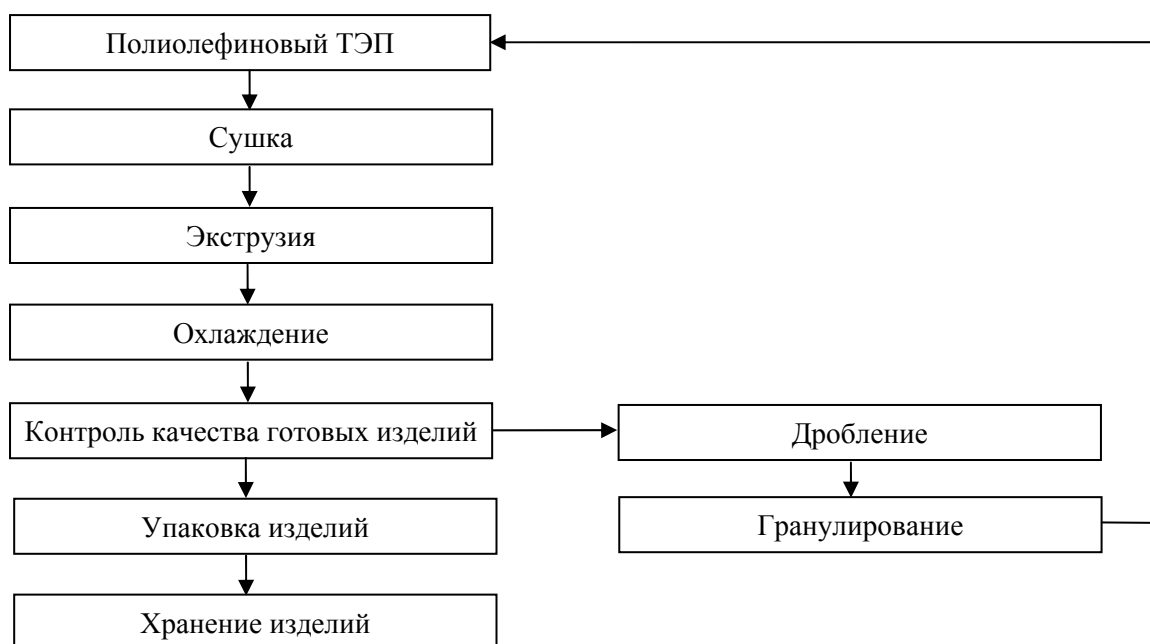 Полиолефиновый ТЭП
Сушка
Экструзия
Охлаждение
Контроль качества готовых изделий
Дробление
Упаковка изделий
Гранулирование
Хранение изделий